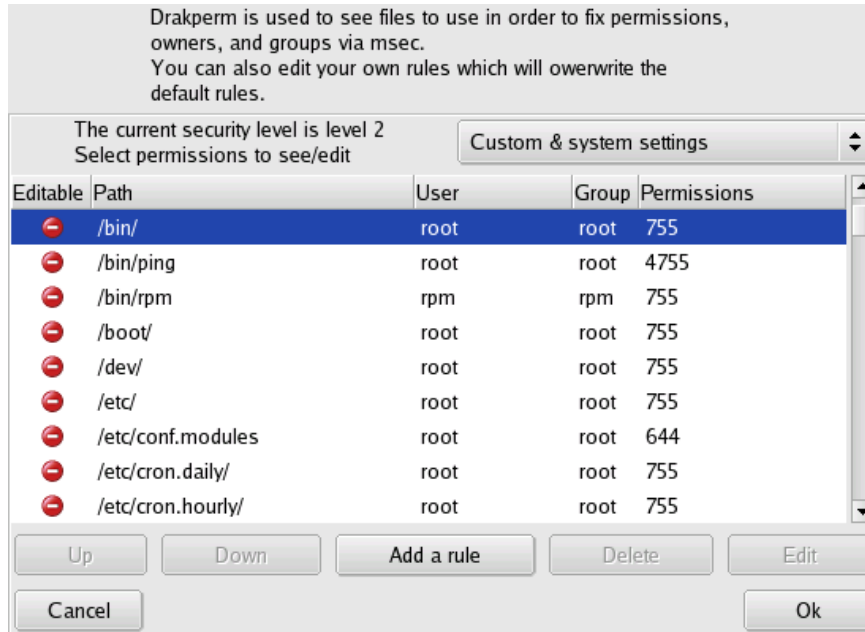 Drakperm is used to see files to use in order to fix permissions,
owners, and groups via msec.
You can also edit your own rules which will owerwrite the
default rules.
The current security level is level 2
Select permissions to see/edit
Custom & system settings
Editable Path User Group Permissions
/bin/ root root 755
/bin/ping root root 4755
/bin/rpm rpm rpm 755
/boot/ root root 755
/dev/ root root 755
/etc/ root root 755
/etc/conf.modules root root 644
/etc/cron.daily/ root root 755
/etc/cron.hourly/ root root 755
Up Down Add a rule Delete Edit
Cancel Ok